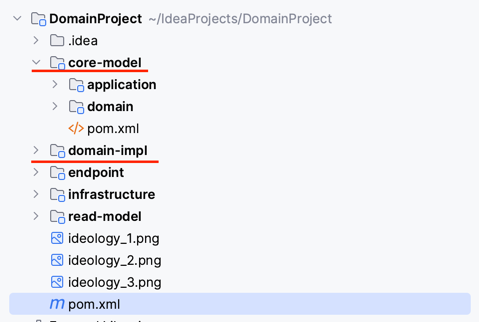 DomainProject ~/IdeaProjects/DomainProject
.idea
core-model
application
domain
pom.xml
domain-impl
endpoint
infrastructure
read-model
ideology_1.png
ideology_2.png
ideology_3.png
pom.xml